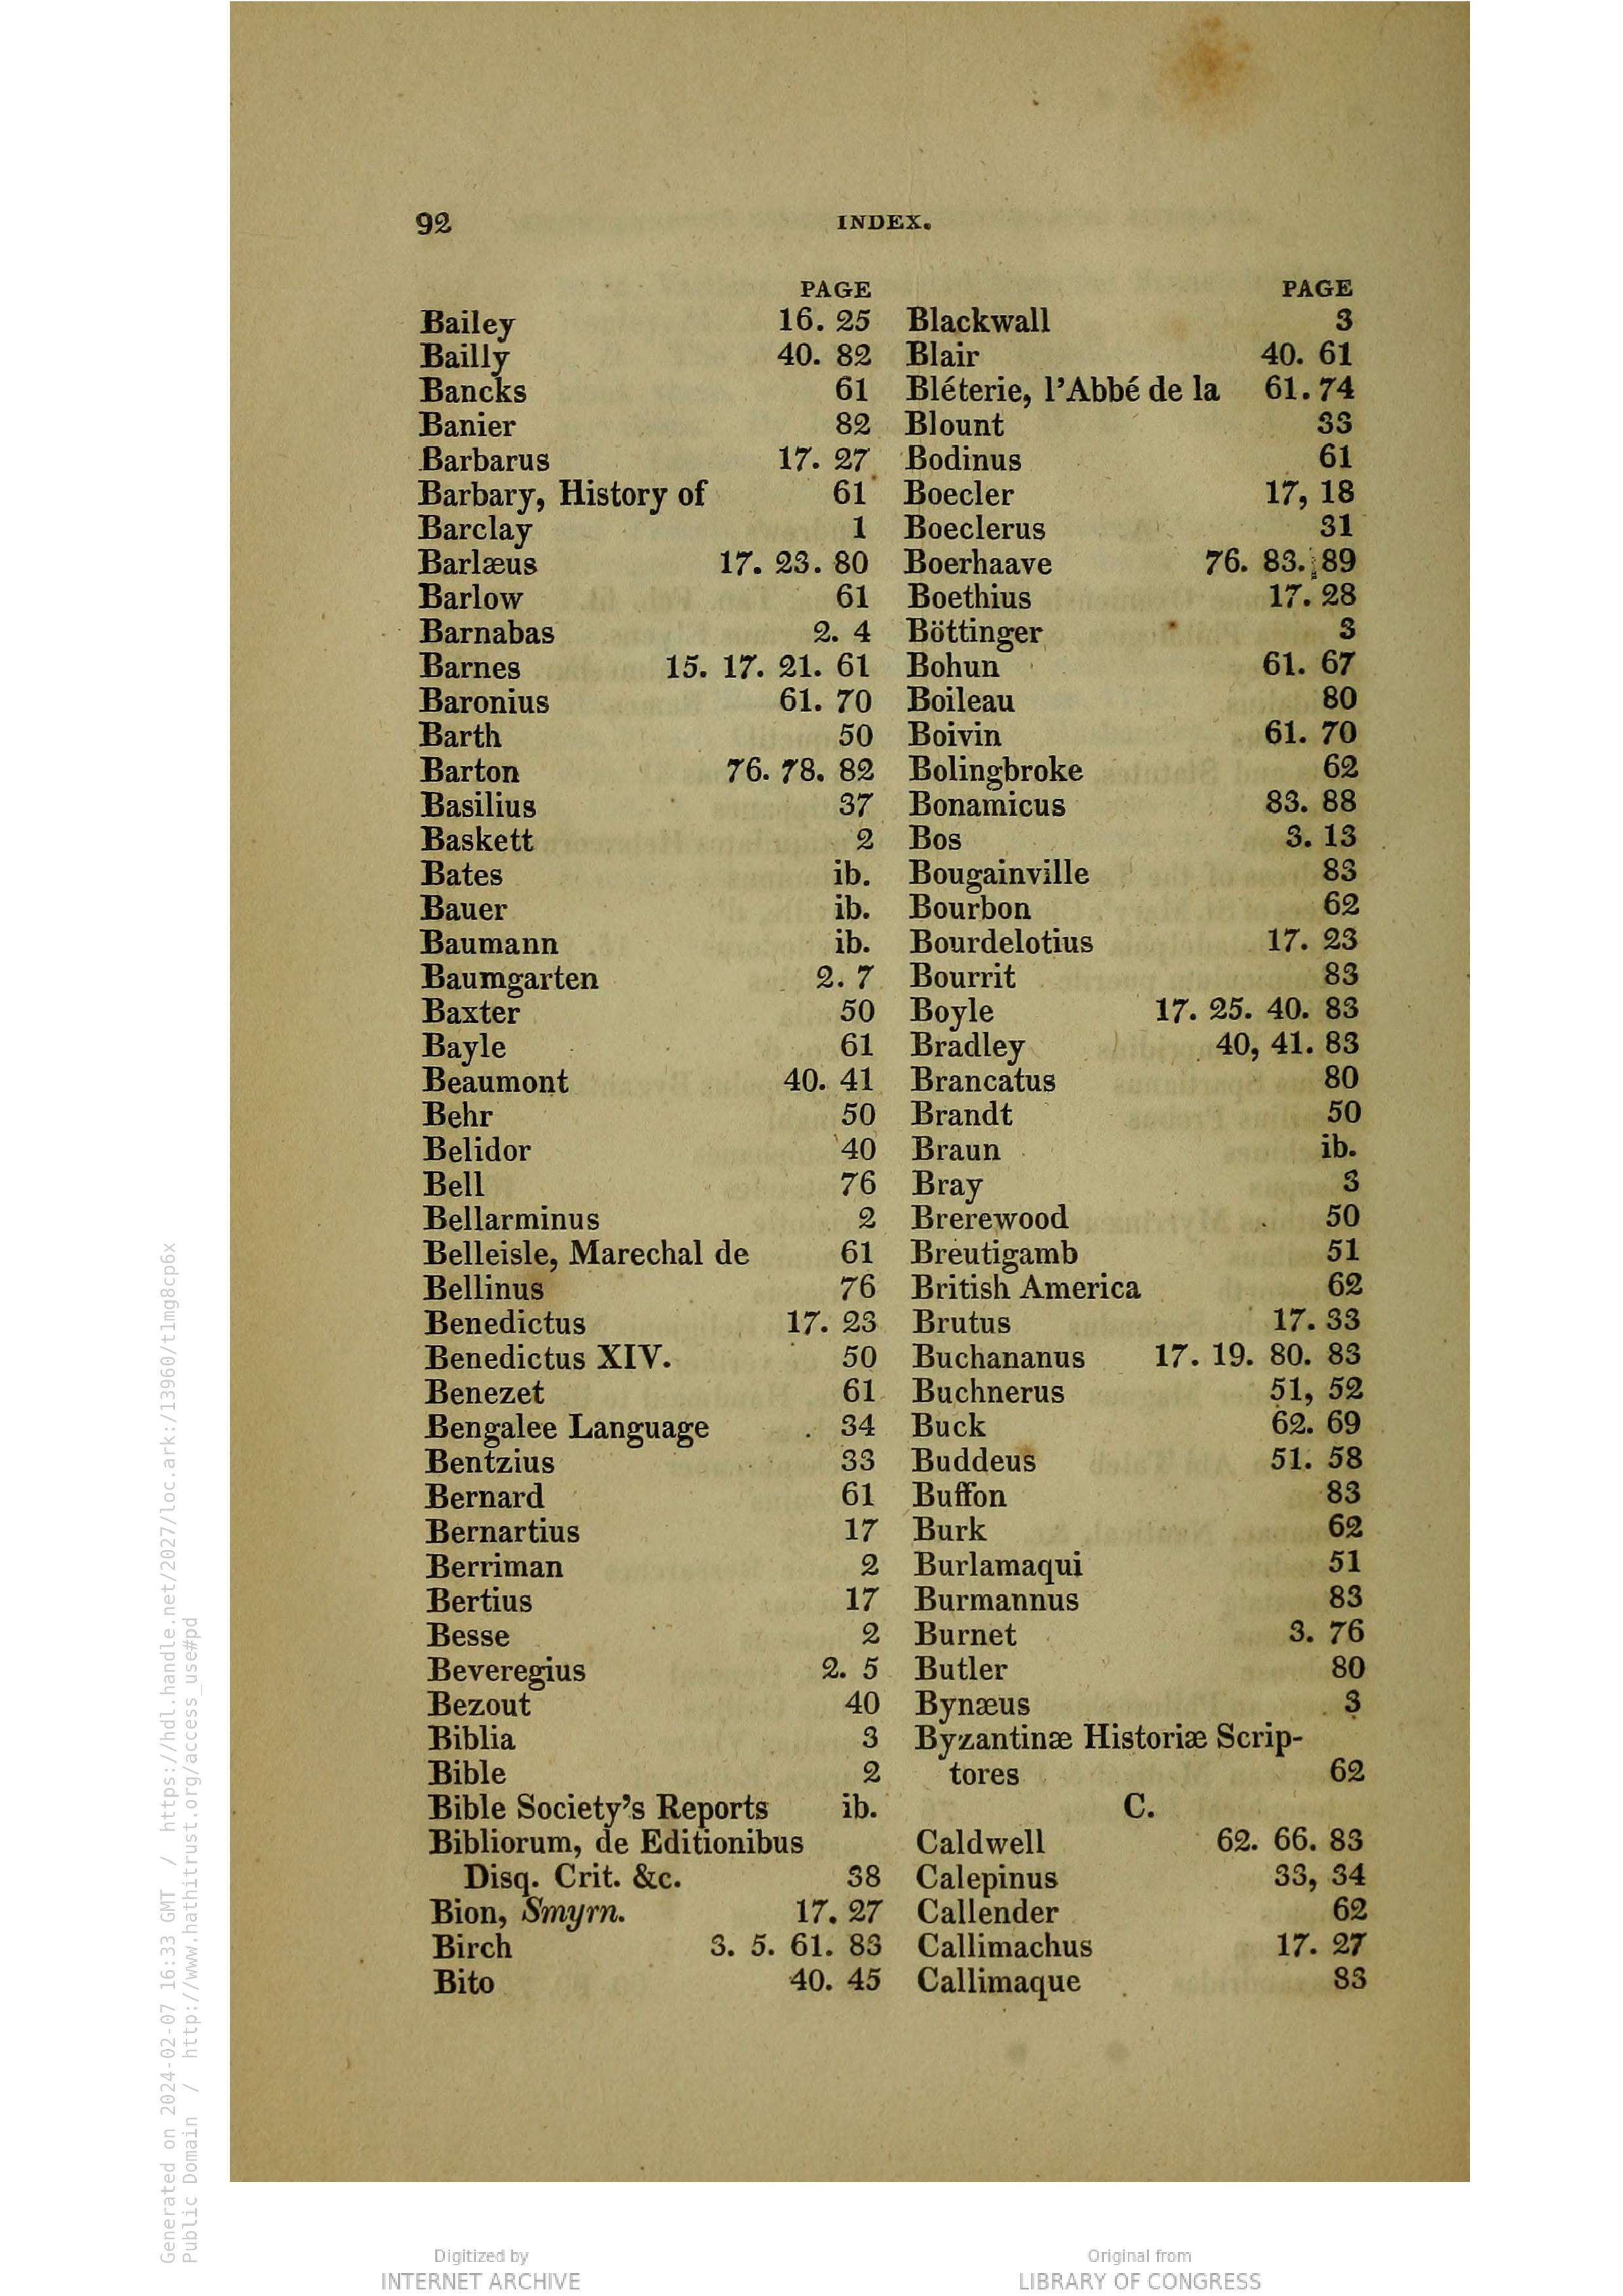 92
INDEX.
PAGE
Bailey 16. 25
Bailly 40. 82
Bancks 61
Banier 82
Barbarus 17. 27
Barbary, History of 61
Barclay 1
Barlæus 17. 23. 80
Barlow 61
Barnabas 2. 4
Barnes 15. 17. 21. 61
Baronius 61. 70
Barth 50
Barton 76. 78. 82
Basilius 37
Baskett 2
Bates ib.
Bauer ib.
Baumann ib.
Baumgarten 2. 7
Baxter 50
Bayle 61
Beaumont 40. 41
Behr 50
Belidor 40
Bell 76
Bellarminus 2
Belleisle, Marechal de 61
Bellinus 76
Benedictus 17. 23
Benedictus XIV. 50
Benezet 61
Bengalee Language 34
Bentzius 33
Bernard 61
Bernartius 17
Berriman 2
Bertius 17
Besse 2
Beveregius 2. 5
Bezout 40
Biblia 3
Bible 2
Bible Society's Reports ib.
Bibliorum, de Editionibus
Disq. Crit. &c. 38
Bion, Smyrn. 17. 27
Birch 3. 5. 61. 83
Bito 40. 45
PAGE
Blackwall 3
Blair 40. 61
Bléterie, l'Abbé de la 61. 74
Blount 33
Bodinus 61
Boecler 17, 18
Boeclerus 31
Boerhaave 76. 83. 89
Boethius 17. 28
Böttinger 3
Bohun 61. 67
Boileau 80
Boivin 61. 70
Bolingbroke 62
Bonamicus 83. 88
Bos 3. 13
Bougainville 83
Bourbon 62
Bourdelotius 17. 23
Bourrit 83
Boyle 17. 25. 40. 83
Bradley 40, 41. 83
Brancatus 80
Brandt 50
Braun ib.
Bray 3
Brerewood 50
Breutigamb 51
British America 62
Brutus 17. 33
Buchananus 17. 19. 80. 83
Buchnerus 51, 52
Buck 62. 69
Buddeus 51. 58
Buffon 83
Burk 62
Burlamaqui 51
Burmannus 83
Burnet 3. 76
Butler 80
Bynæus 3
Byzantinæ Historiæ Scrip-
tores 62
C.
Caldwell 62. 66. 83
Calepinus 33, 34
Callender 62
Callimachus 17. 27
Callimaque 83
Generated on 2024-02-07 16:33 GMT / https://hdl.handle.net/2027/loc.ark:/13960/t1mg8cp6x
Public Domain / http://www.hathitrust.org/access_use#pd
Digitized by
INTERNET ARCHIVE
Original from
LIBRARY OF CONGRESS